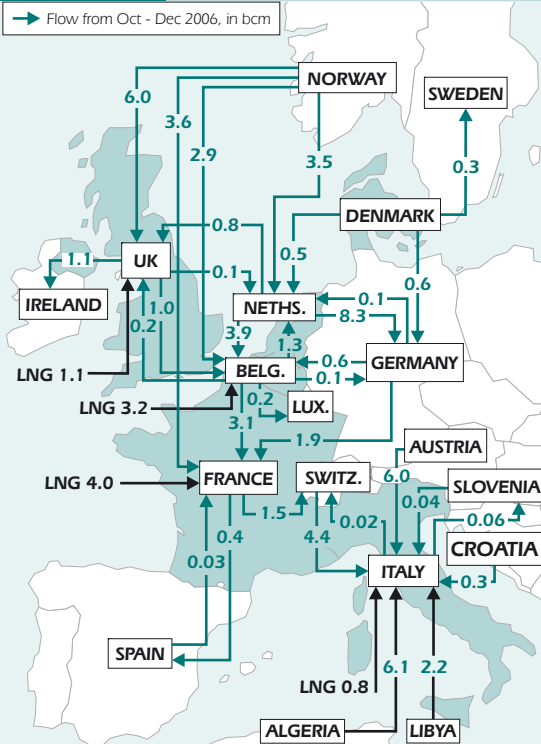 Flow from Oct - Dec 2006, in bcm
NORWAY
SWEDEN
6.0
3.6
2.9
3.5
0.3
DENMARK
0.8
0.5
UK
1.1
0.1
0.6
IRELAND
1.0
0.2
NETHS.
0.1
8.3
3.9
1.3
GERMANY
LNG 1.1
BELG.
0.6
0.1
0.2
LNG 3.2
LUX.
3.1
1.9
AUSTRIA
LNG 4.0
FRANCE
SWITZ.
6.0
SLOVENIA
0.04
1.5
0.02
0.06
0.4
4.4
CROATIA
0.03
ITALY
0.3
SPAIN
6.1
2.2
LNG 0.8
ALGERIA
LIBYA